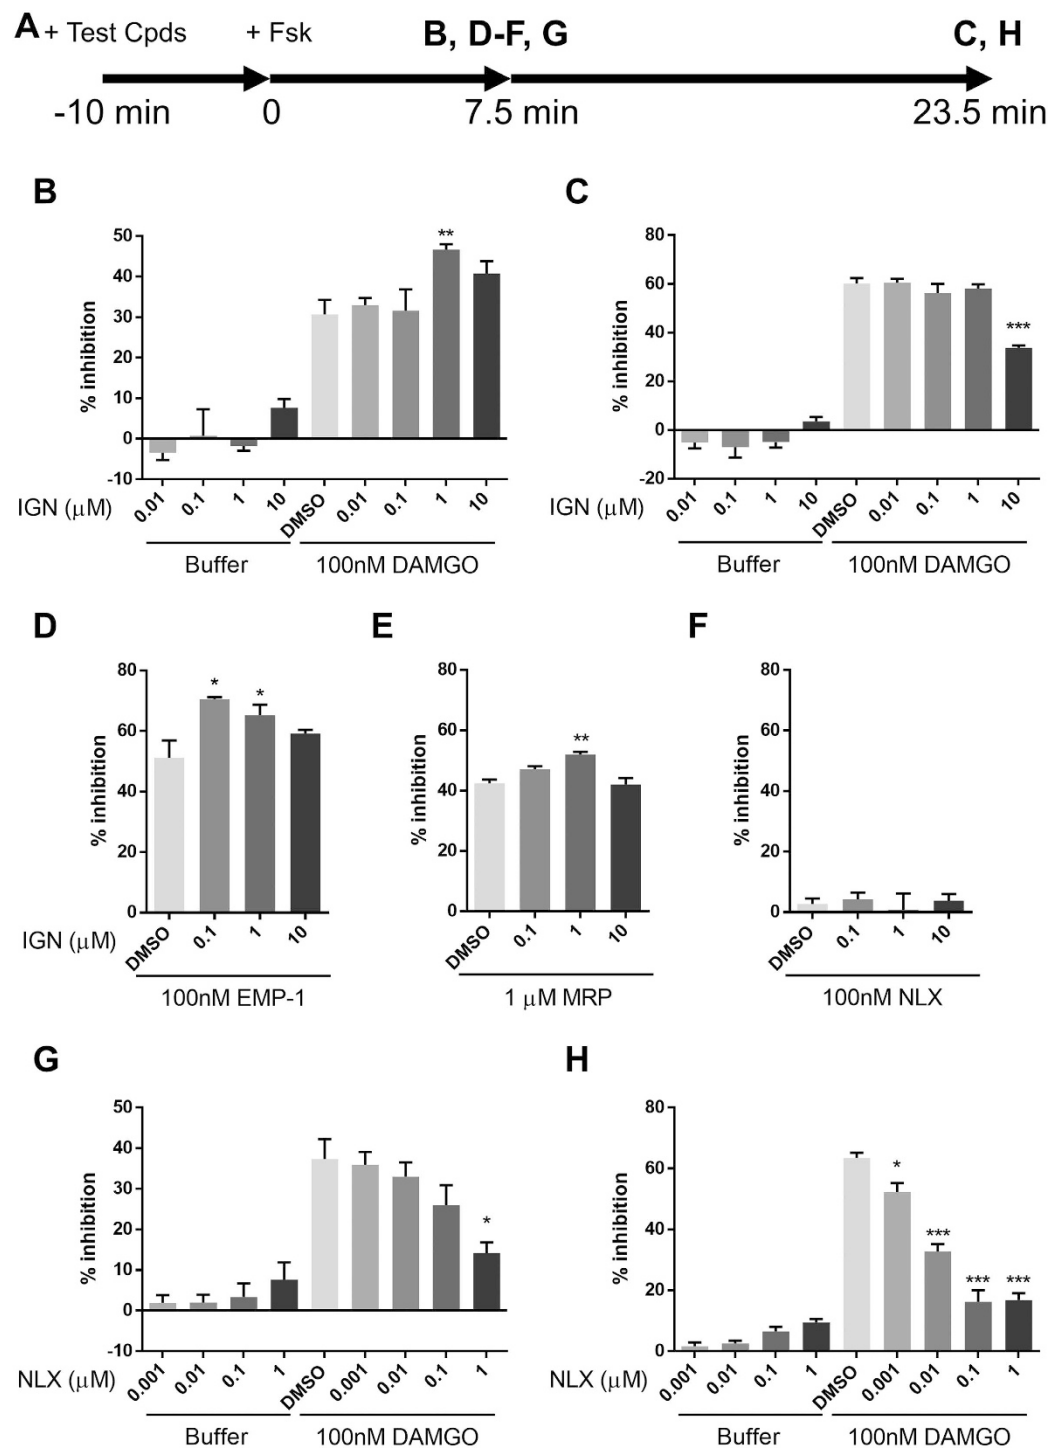 A + Test Cpds + Fsk B, D-F, G C, H
-10 min 0 7.5 min 23.5 min
B
% inhibition
50
40
30
20
10
0
-10
**
IGN (μM) 0.01 0.1 1 10 DMSO 0.01 0.1 1 10
Buffer 100nM DAMGO
C
% inhibition
80
60
40
20
0
-20
***
IGN (μM) 0.01 0.1 1 10 DMSO 0.01 0.1 1 10
Buffer 100nM DAMGO
D
% inhibition
80
60
40
20
0
* *
IGN (μM) DMSO 0.1 1 10
100nM EMP-1
E
% inhibition
80
60
40
20
0
**
DMSO 0.1 1 10
1 μM MRP
F
% inhibition
80
60
40
20
0
DMSO 0.1 1 10
100nM NLX
G
% inhibition
50
40
30
20
10
0
-10
*
NLX (μM) 0.001 0.01 0.1 1 DMSO 0.001 0.01 0.1 1
Buffer 100nM DAMGO
H
% inhibition
80
60
40
20
0
* *** *** ***
NLX (μM) 0.001 0.01 0.1 1 DMSO 0.001 0.01 0.1 1
Buffer 100nM DAMGO